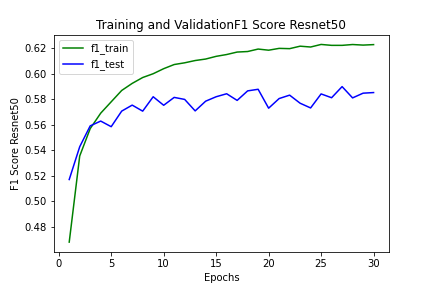 Training and ValidationF1 Score Resnet50
f1_train
f1_test
F1 Score Resnet50
0.62
0.60
0.58
0.56
0.54
0.52
0.50
0.48
0 5 10 15 20 25 30
Epochs